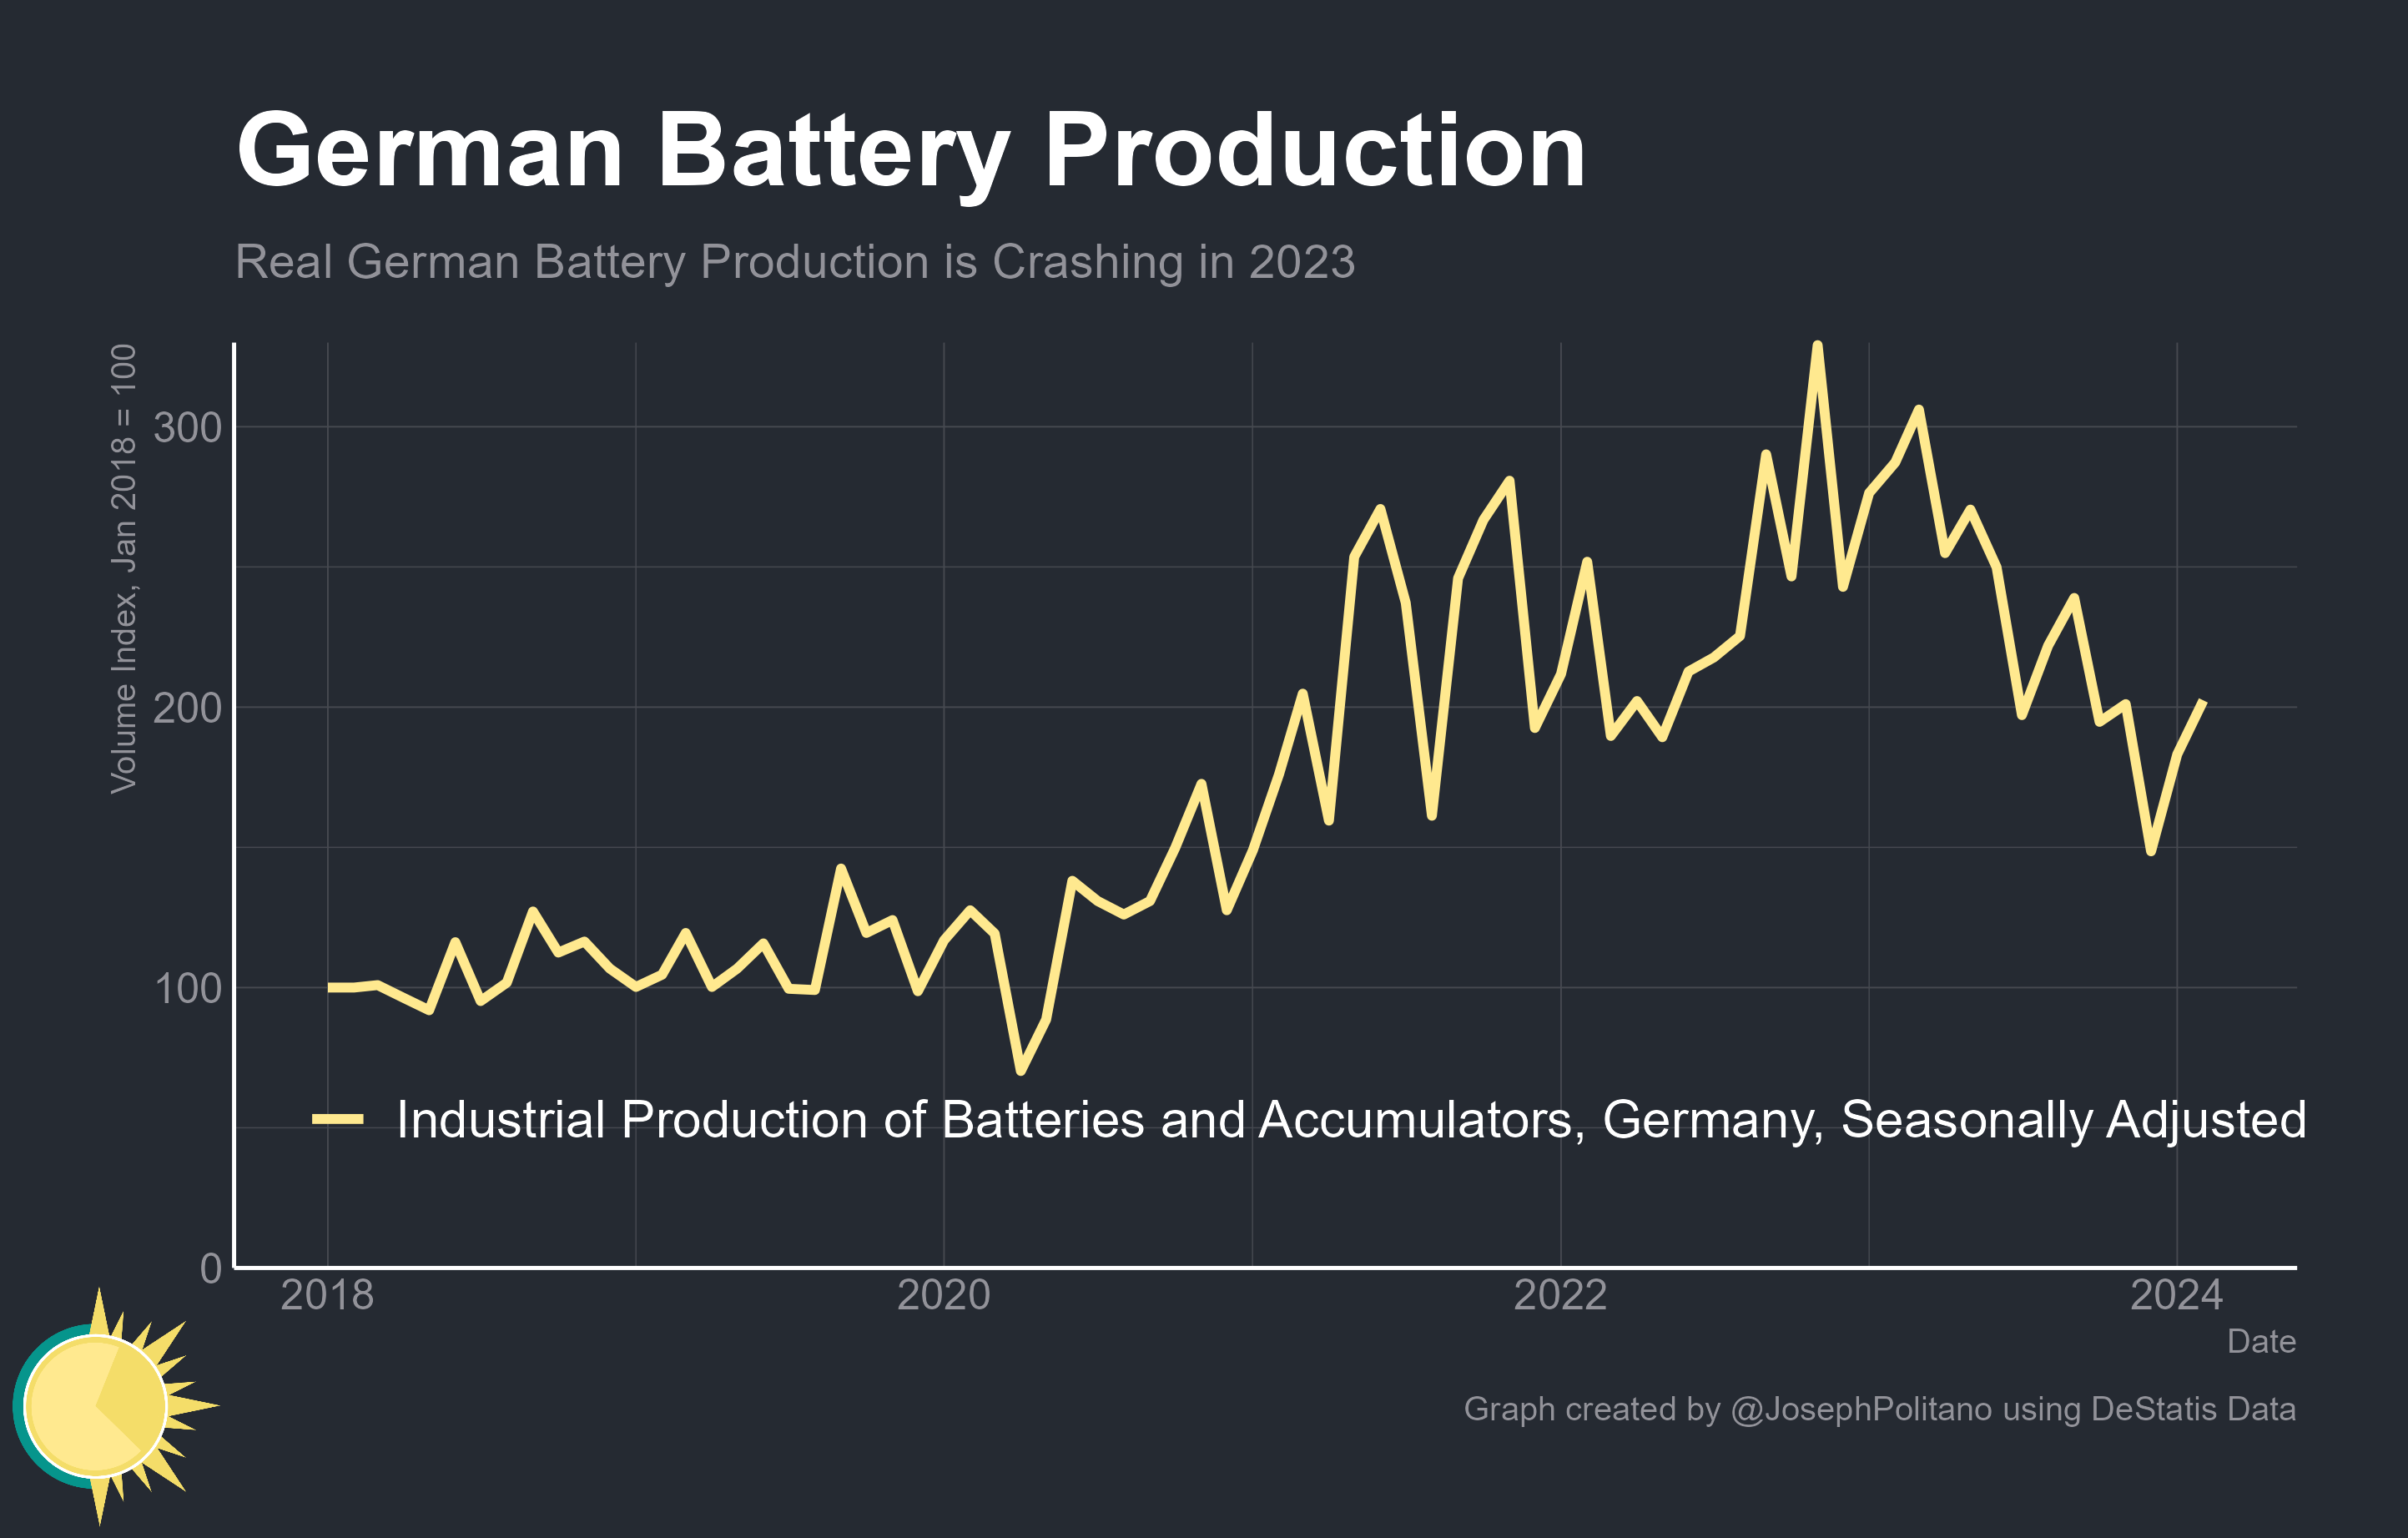 German Battery Production
Real German Battery Production is Crashing in 2023
Volume Index, Jan 2018 = 100
300
200
100
0
Industrial Production of Batteries and Accumulators, Germany, Seasonally Adjusted
2018 2020 2022 2024
Date
Graph created by @JosephPolitano using DeStatis Data